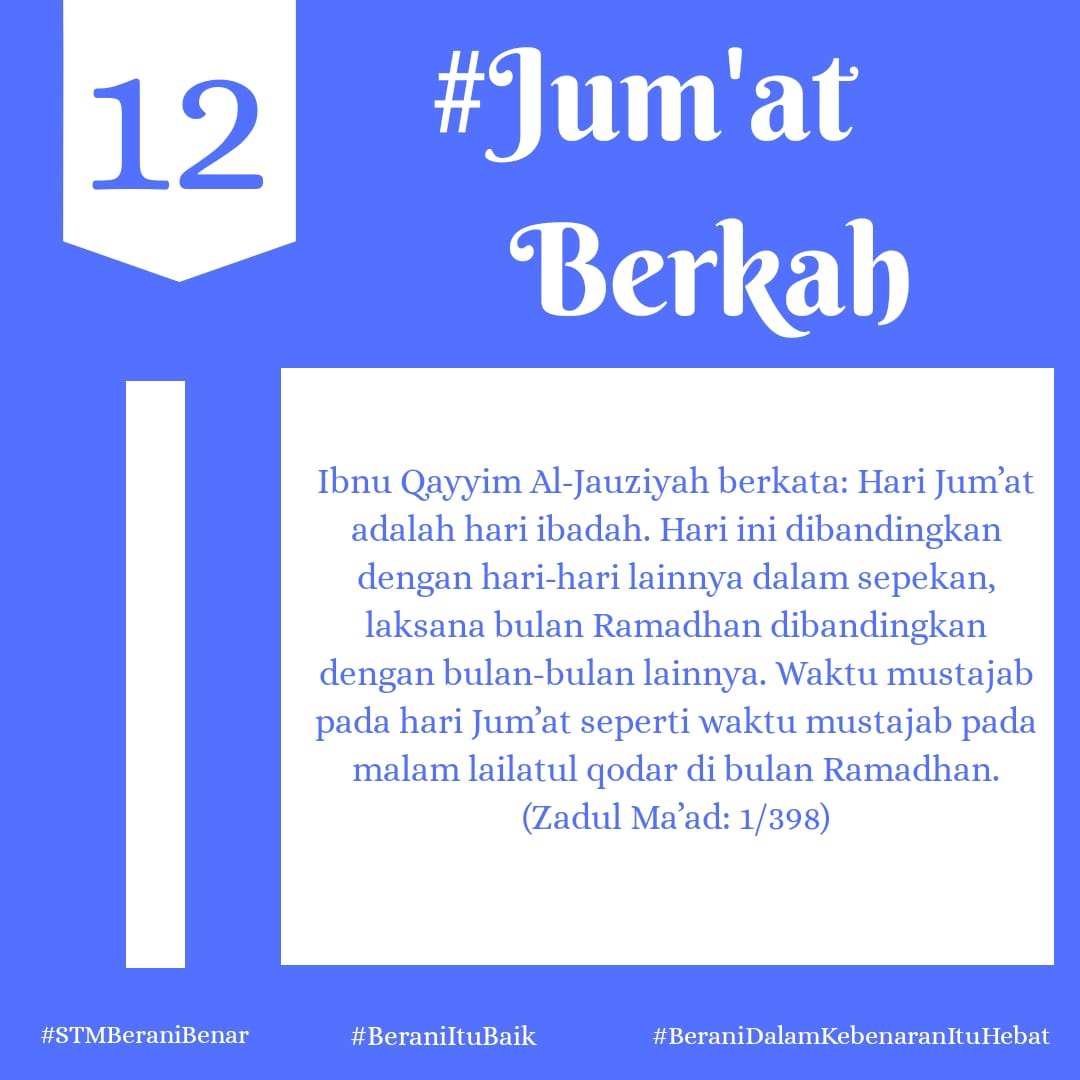 12
#Jum'at
Berkah
Ibnu Qayyim Al-Jauziyah berkata: Hari Jum’at
adalah hari ibadah. Hari ini dibandingkan
dengan hari-hari lainnya dalam sepekan,
laksana bulan Ramadhan dibandingkan
dengan bulan-bulan lainnya. Waktu mustajab
pada hari Jum’at seperti waktu mustajab pada
malam lailatul qodar di bulan Ramadhan.
(Zadul Ma’ad: 1/398)
#STMBeraniBenar
#BeraniItuBaik
#BeraniDalamKebenaranItuHebat